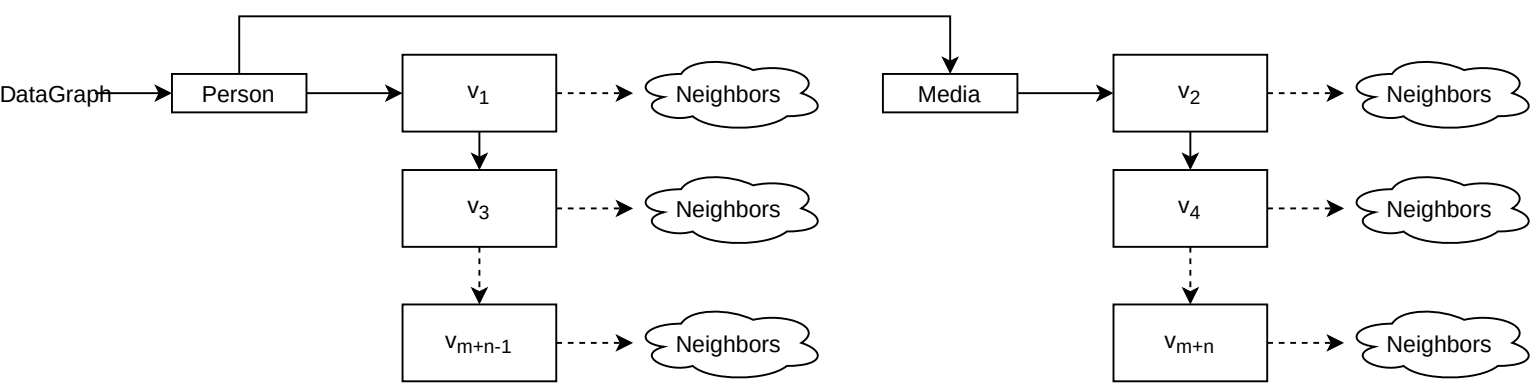 DataGraph
Person
v1
Neighbors
Media
v2
Neighbors
v3
Neighbors
v4
Neighbors
vm+n-1
Neighbors
vm+n
Neighbors